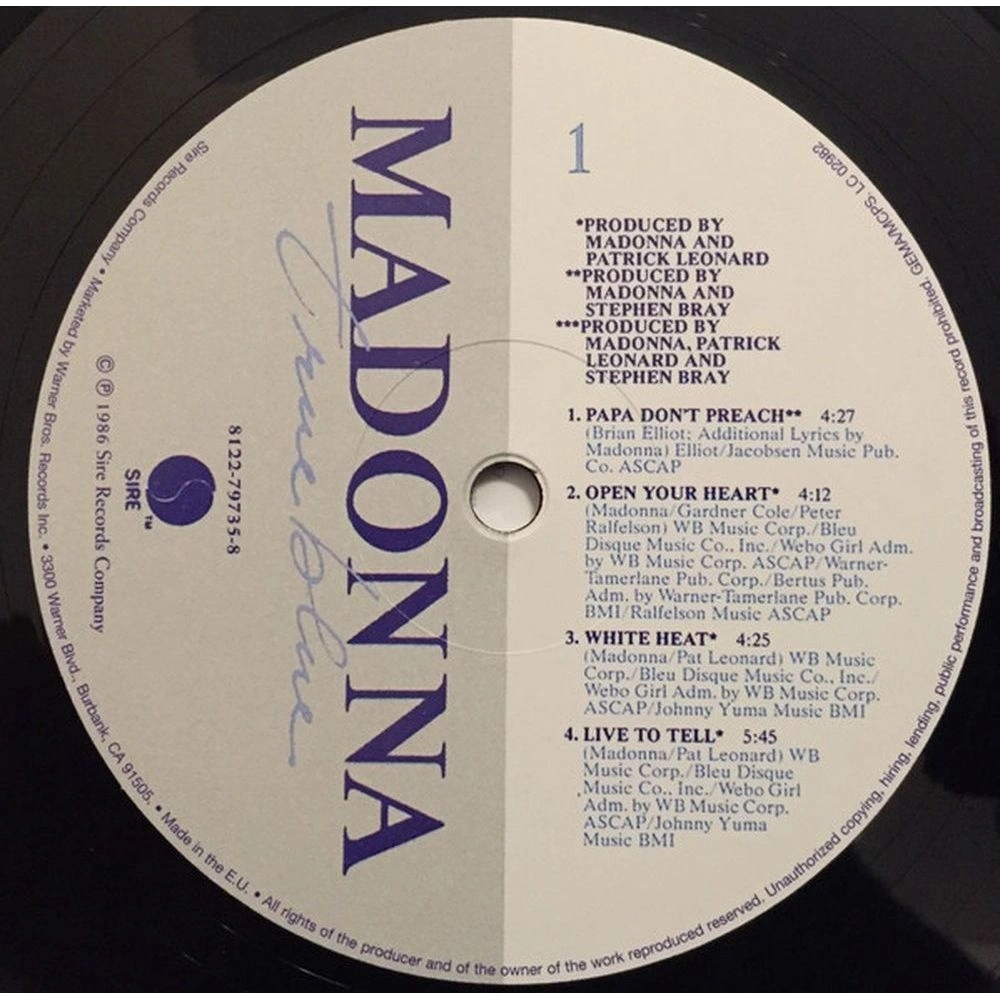 MADONNA
True blue
8122-79735-8
SIRE
TM
© ℗ 1986 Sire Records Company
1
*PRODUCED BY
MADONNA AND
PATRICK LEONARD
**PRODUCED BY
MADONNA AND
STEPHEN BRAY
***PRODUCED BY
MADONNA, PATRICK
LEONARD AND
STEPHEN BRAY
1. PAPA DON'T PREACH** 4:27
(Brian Elliot; Additional Lyrics by
Madonna) Elliot/Jacobsen Music Pub.
Co. ASCAP
2. OPEN YOUR HEART* 4:12
(Madonna/Gardner Cole/Peter
Ralfelson) WB Music Corp./Bleu
Disque Music Co., Inc./Webo Girl Adm.
by WB Music Corp. ASCAP/Warner-
Tamerlane Pub. Corp./Bertus Pub.
Adm. by Warner-Tamerlane Pub. Corp.
BMI/Ralfelson Music ASCAP
3. WHITE HEAT* 4:25
(Madonna/Pat Leonard) WB Music
Corp./Bleu Disque Music Co., Inc./
Webo Girl Adm. by WB Music Corp.
ASCAP/Johnny Yuma Music BMI
4. LIVE TO TELL* 5:45
(Madonna/Pat Leonard) WB
Music Corp./Bleu Disque
Music Co., Inc./Webo Girl
Adm. by WB Music Corp.
ASCAP/Johnny Yuma
Music BMI
Sire Records Company • Marketed by Warner Bros. Records Inc. • 3300 Warner Blvd., Burbank, CA 91505. • Made in the E.U. • All rights of the producer and of the owner of the work reproduced reserved. Unauthorized copying, hiring, lending, public performance and broadcasting of this record prohibited. GEMA/MCPS. LC 02982